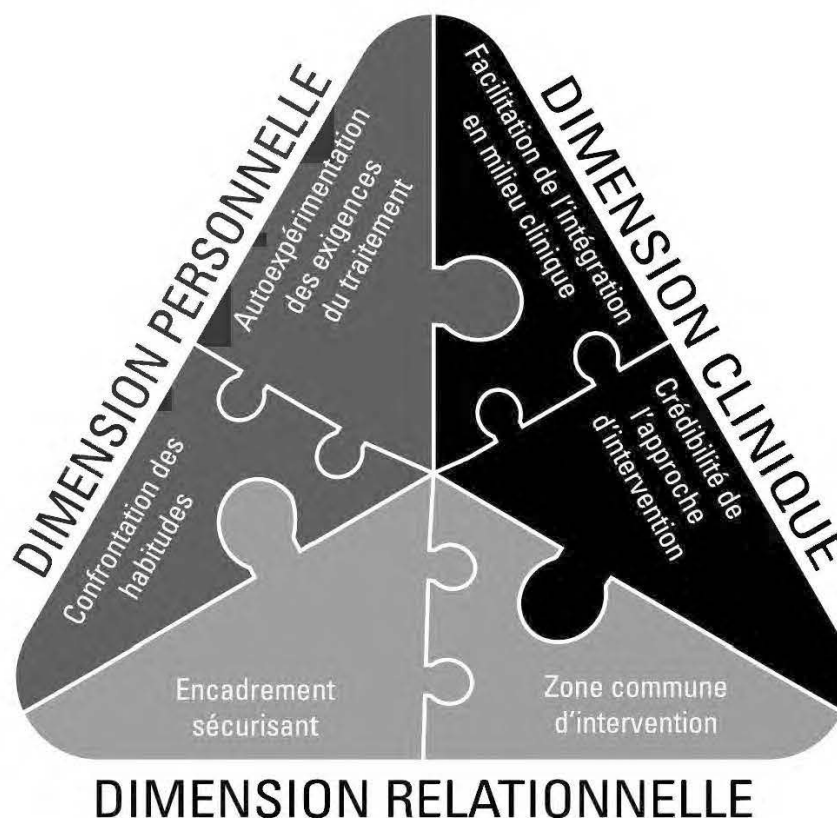 DIMENSION PERSONNELLE
Autoexpérimentation
des exigences
du traitement
Confrontation des
habitudes
DIMENSION CLINIQUE
Facilitation de l'intégration
en milieu clinique
Crédibilité de
l'approche
d'intervention
Encadrement
sécurisant
Zone commune
d'intervention
DIMENSION RELATIONNELLE